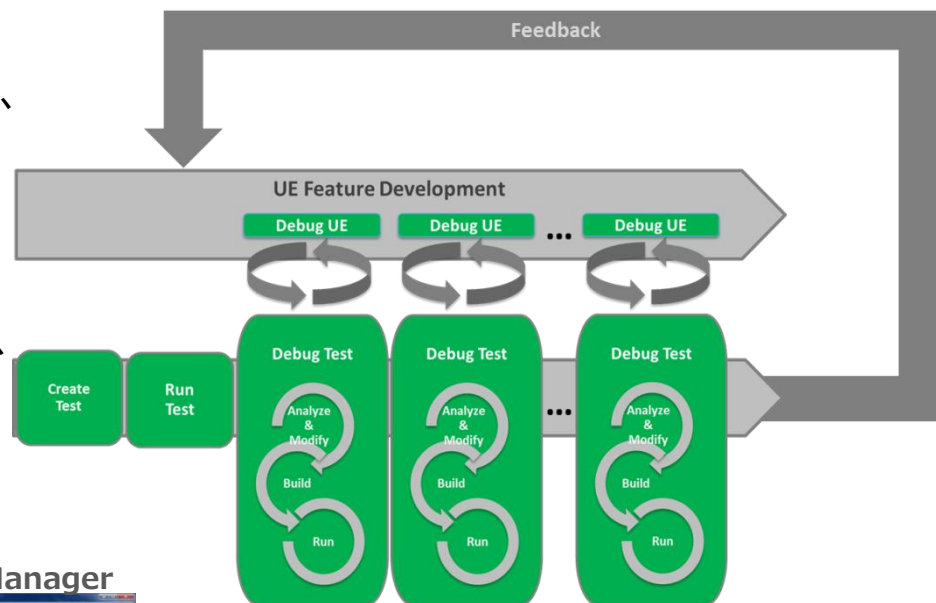 Feedback
、
UE Feature Development
Debug UE
Debug UE
...
Debug UE
、
Create
Test
Run
Test
Debug Test
Analyze
&
Modify
Build
Run
Debug Test
Analyze
&
Modify
Build
Run
...
Debug Test
Analyze
&
Modify
Build
Run